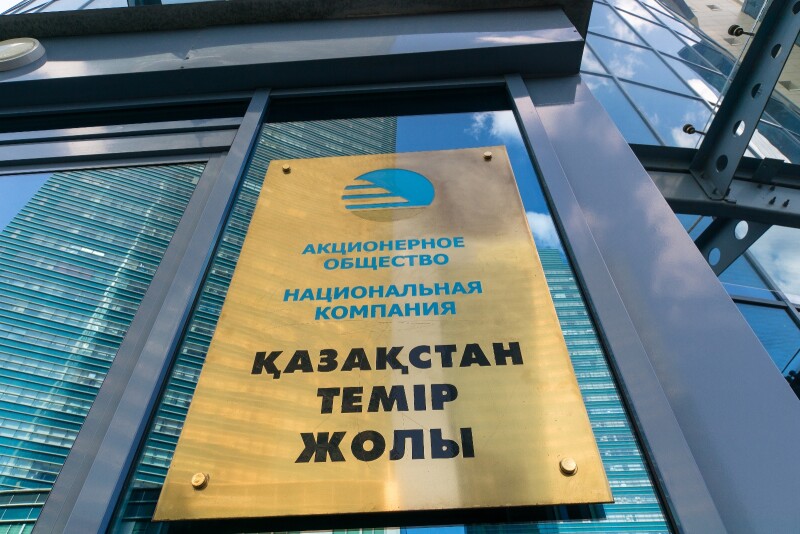 АКЦИОНЕРНОЕ
ОБЩЕСТВО
НАЦИОНАЛЬНАЯ
КОМПАНИЯ
ҚАЗАҚСТАН
ТЕМІР
ЖОЛЫ